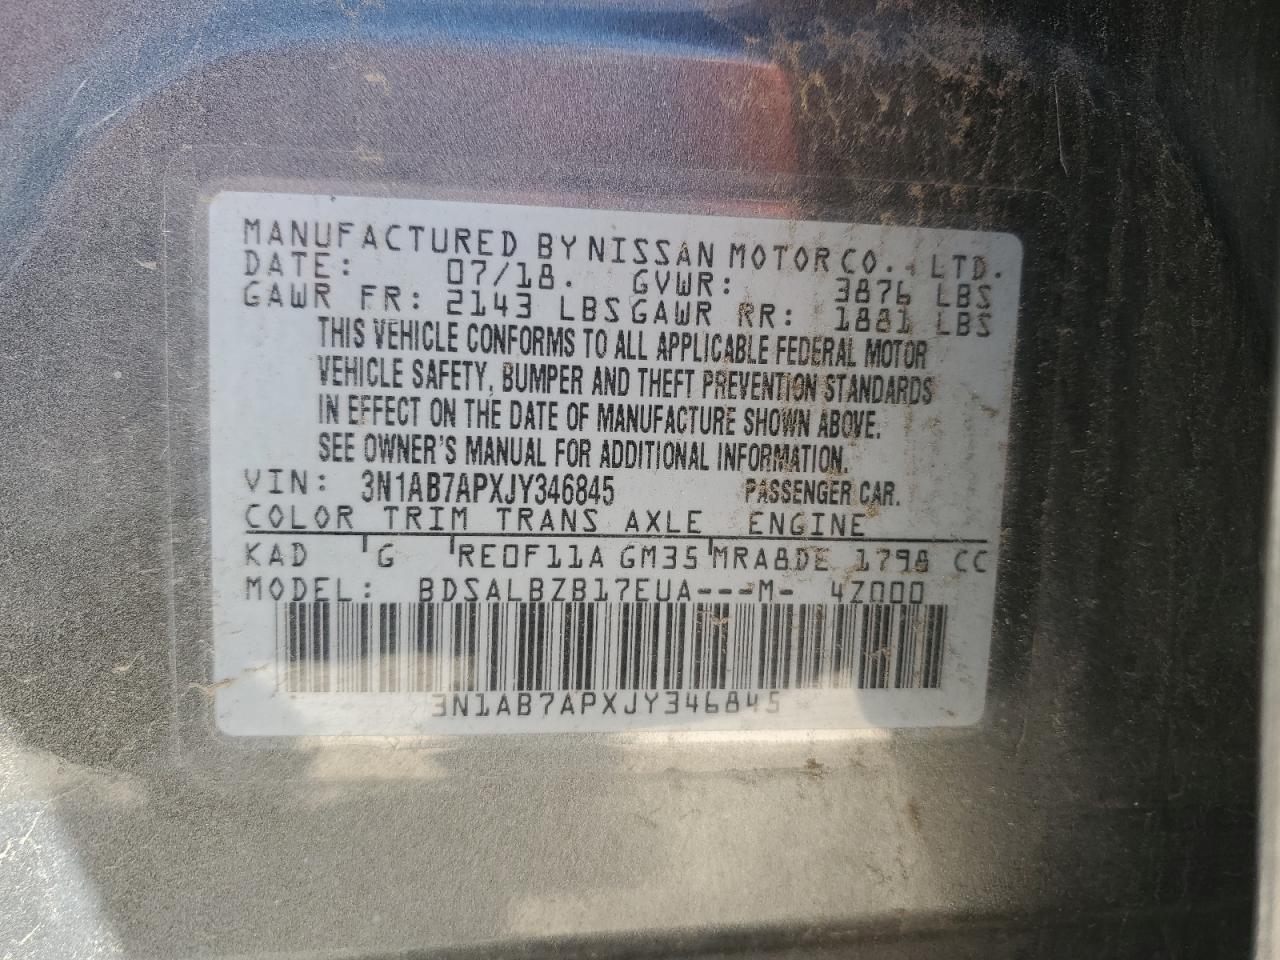 MANUFACTURED BY NISSAN MOTOR CO., LTD.
DATE: 07/18. GVWR: 3876 LBS
GAWR FR: 2143 LBS GAWR RR: 1881 LBS
THIS VEHICLE CONFORMS TO ALL APPLICABLE FEDERAL MOTOR
VEHICLE SAFETY, BUMPER AND THEFT PREVENTION STANDARDS
IN EFFECT ON THE DATE OF MANUFACTURE SHOWN ABOVE.
SEE OWNER'S MANUAL FOR ADDITIONAL INFORMATION.
VIN: 3N1AB7APXJY346845 PASSENGER CAR.
COLOR TRIM TRANS AXLE ENGINE
KAD G RE0F11A GM35 MRA8DE 1798 CC
MODEL: BDSALBZB17EUA---M- 4Z000
3N1AB7APXJY346845